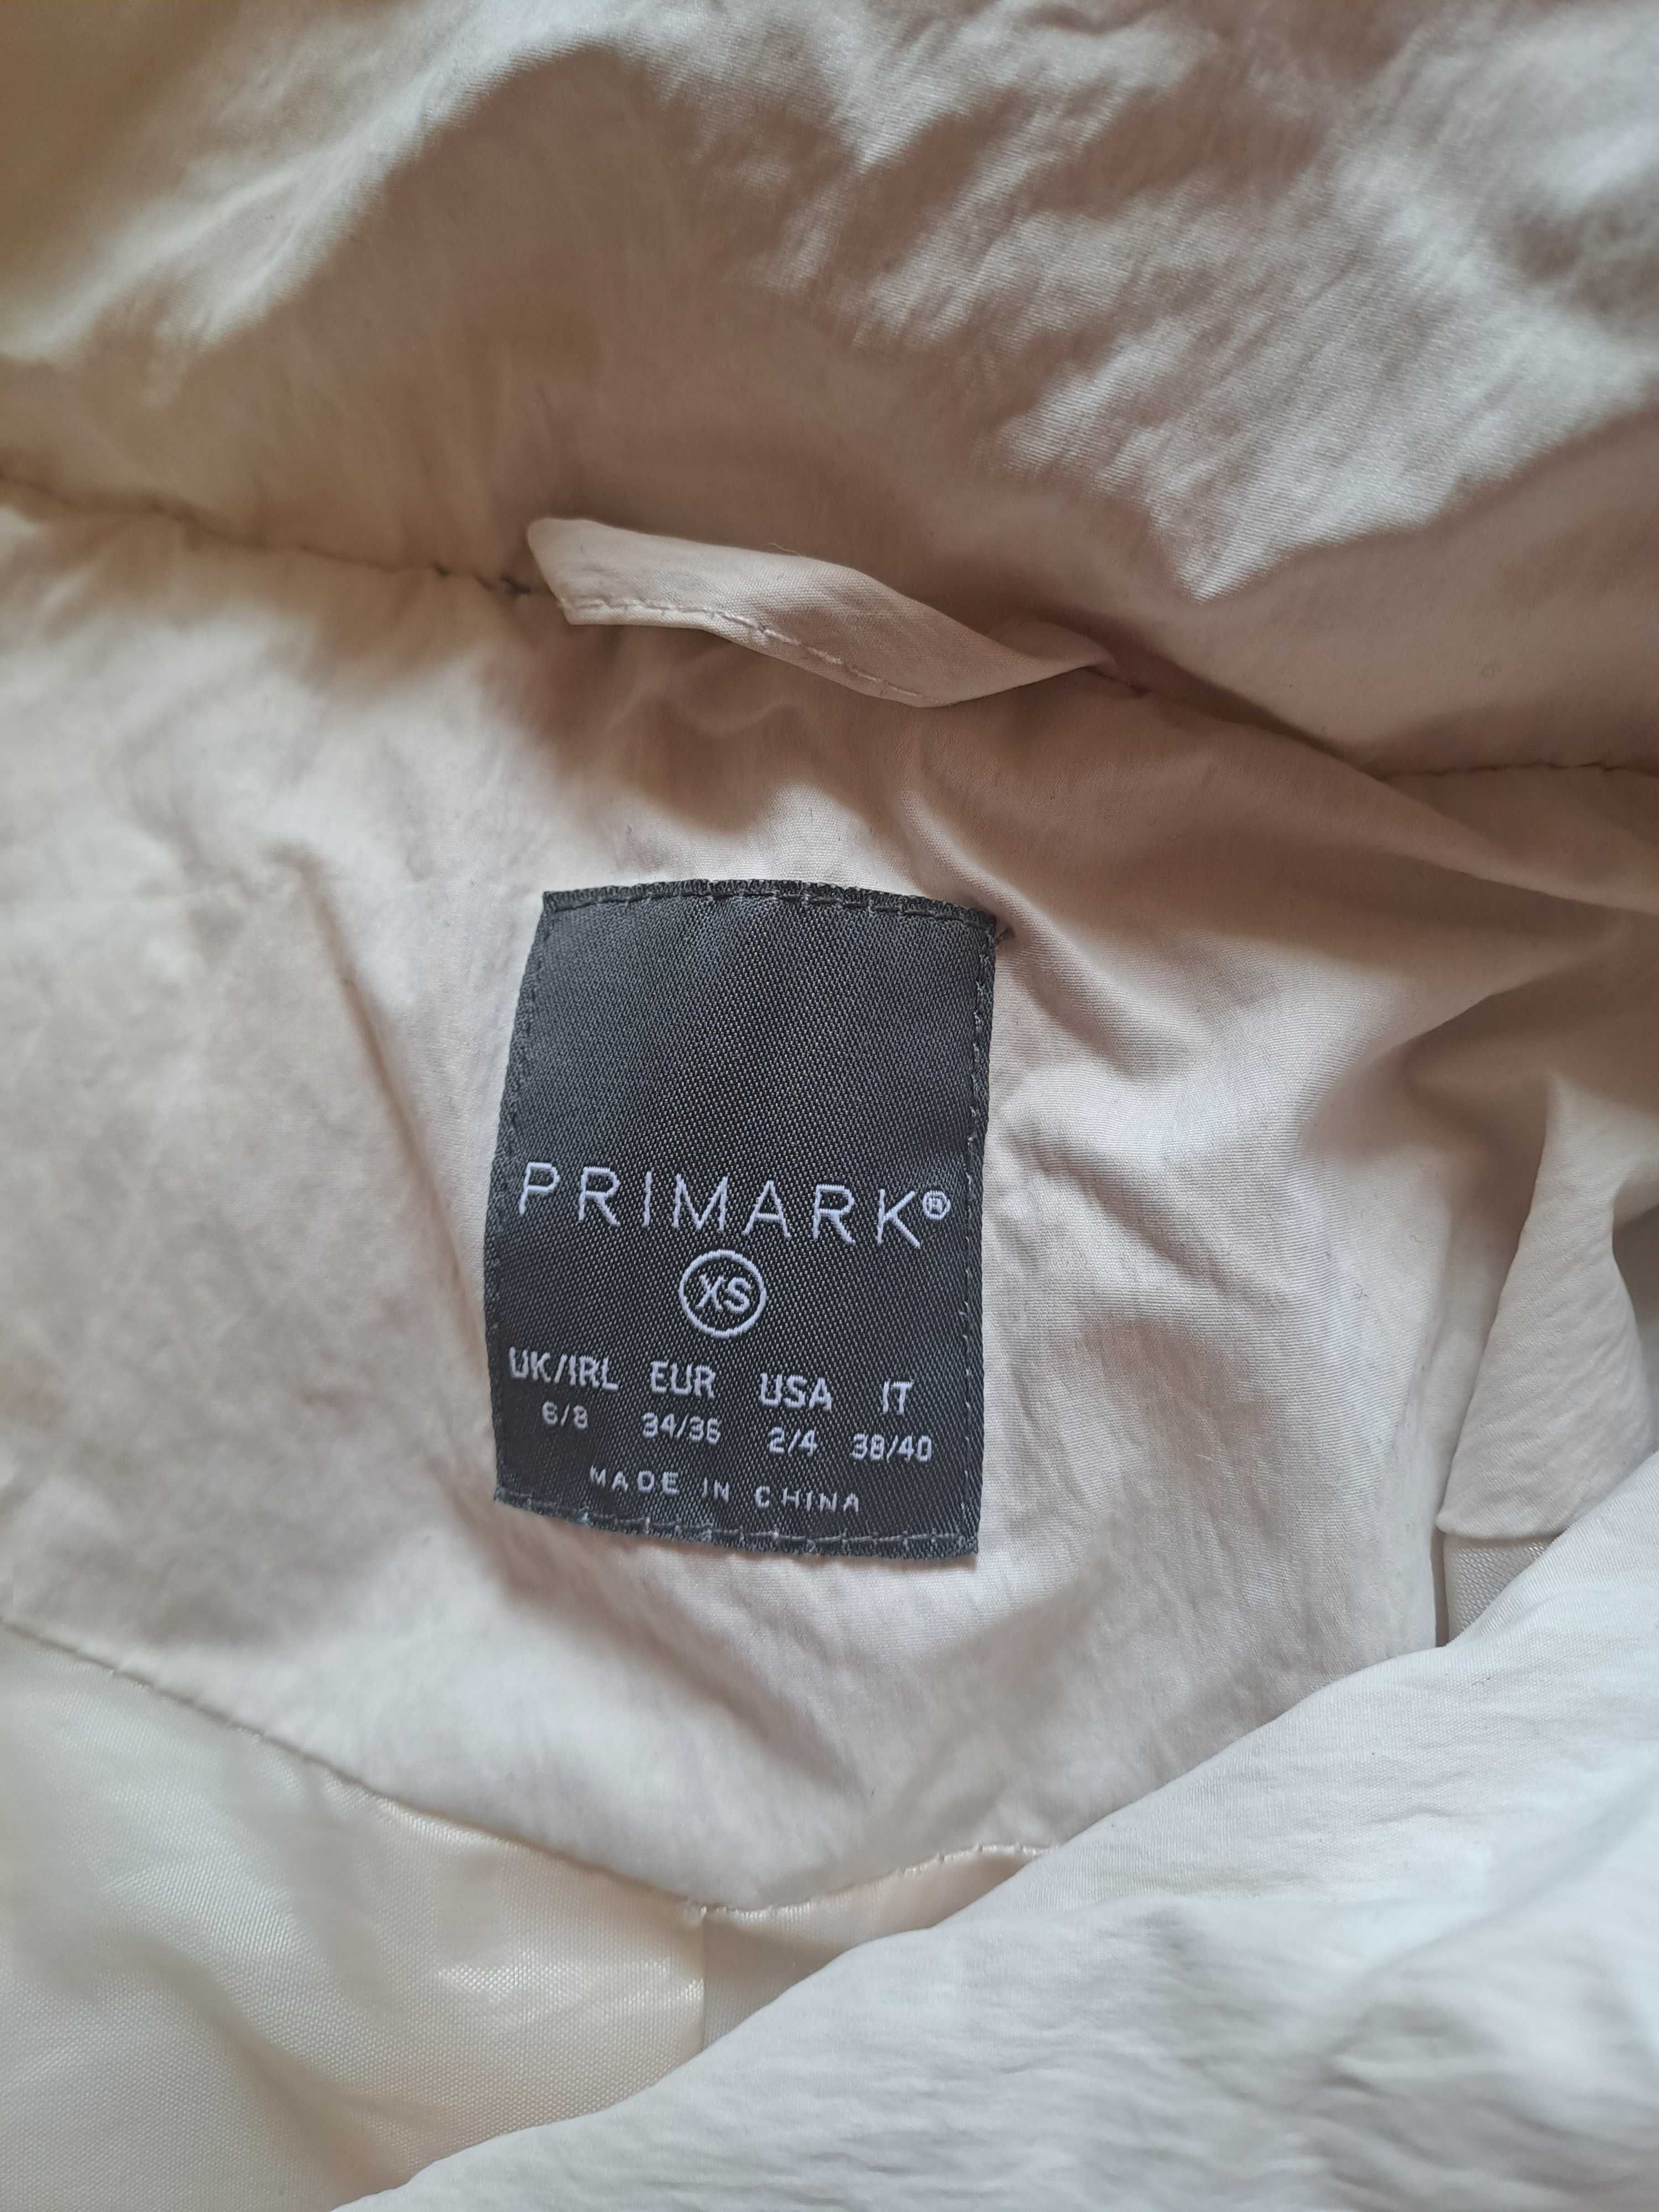 PRIMARK®
XS
UK/IRL EUR USA IT
6/8 34/36 2/4 38/40
MADE IN CHINA